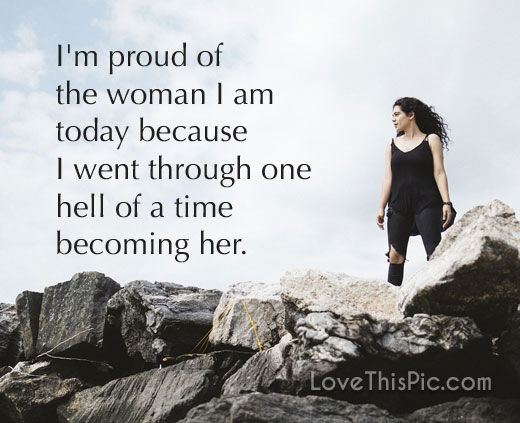 I'm proud of
the woman I am
today because
I went through one
hell of a time
becoming her.
LoveThisPic.com